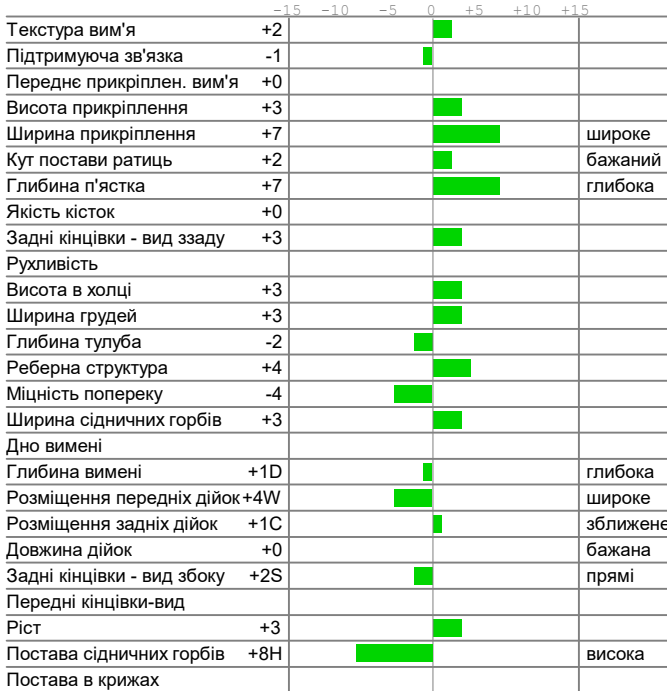 -15 -10 -5 0 +5 +10 +15
Текстура вим'я +2
Підтримуюча зв'язка -1
Переднє прикріплен. вим'я +0
Висота прикріплення +3
Ширина прикріплення +7 широке
Кут постави ратиць +2 бажаний
Глибина п'ястка +7 глибока
Якість кісток +0
Задні кінцівки - вид ззаду +3
Рухливість
Висота в холці +3
Ширина грудей +3
Глибина тулуба -2
Реберна структура +4
Міцність попереку -4
Ширина сідничних горбів +3
Дно вимені
Глибина вимені +1D глибока
Розміщення передніх дійок +4W широке
Розміщення задніх дійок +1C зближене
Довжина дійок +0 бажана
Задні кінцівки - вид збоку +2S прямі
Передні кінцівки-вид
Ріст +3
Постава сідничних горбів +8H висока
Постава в крижах